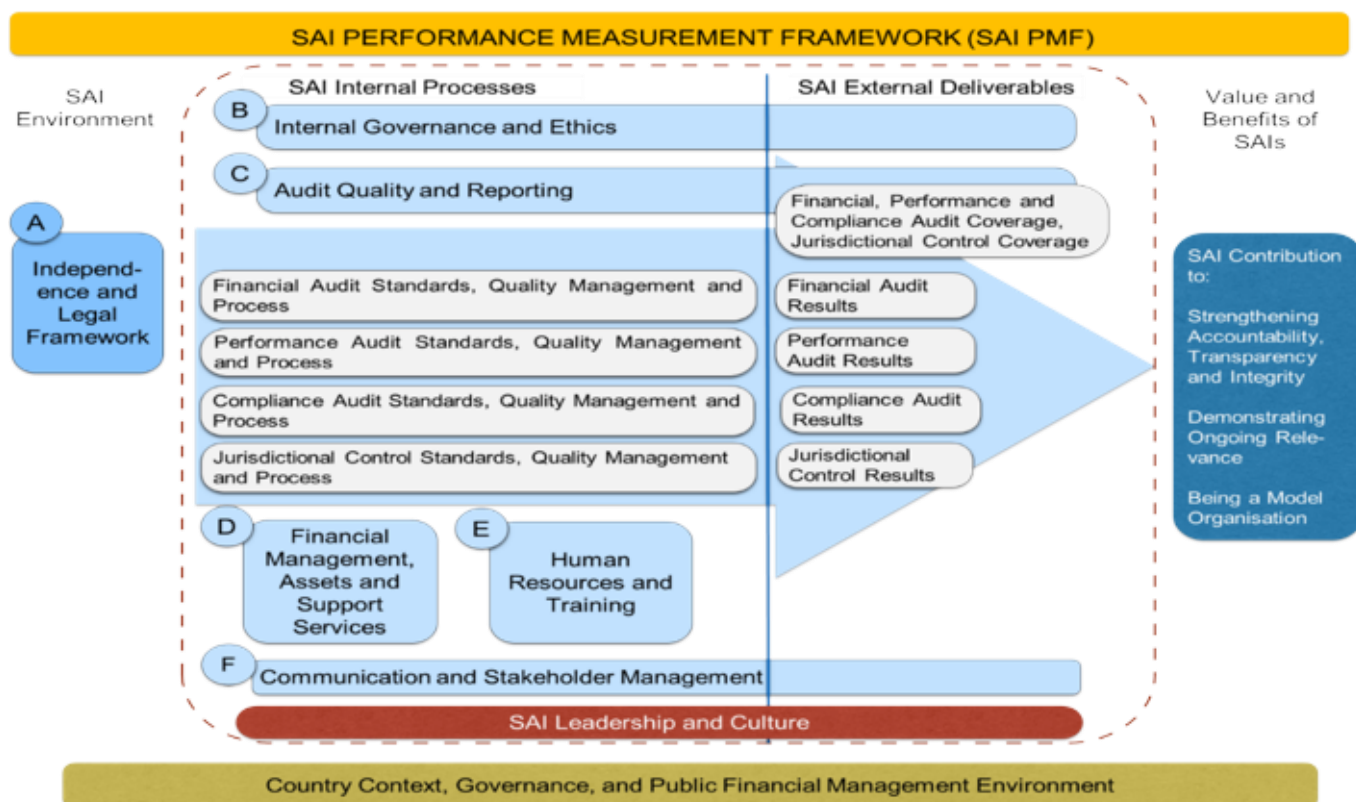 SAI PERFORMANCE MEASUREMENT FRAMEWORK (SAI PMF)
SAI
Environment
SAI Internal Processes
SAI External Deliverables
Value and
Benefits of
SAIs
B
Internal Governance and Ethics
C
Audit Quality and Reporting
Financial, Performance and
Compliance Audit Coverage,
Jurisdictional Control Coverage
A
Independ-
ence and
Legal
Framework
Financial Audit Standards, Quality Management and
Process
Financial Audit
Results
Performance Audit Standards, Quality Management
and Process
Performance
Audit Results
Compliance Audit Standards, Quality Management and
Process
Compliance Audit
Results
Jurisdictional Control Standards, Quality Management
and Process
Jurisdictional
Control Results
SAI Contribution
to:
Strengthening
Accountability,
Transparency
and Integrity
Demonstrating
Ongoing Rele-
vance
Being a Model
Organisation
D
Financial
Management,
Assets and
Support
Services
E
Human
Resources and
Training
F
Communication and Stakeholder Management
SAI Leadership and Culture
Country Context, Governance, and Public Financial Management Environment